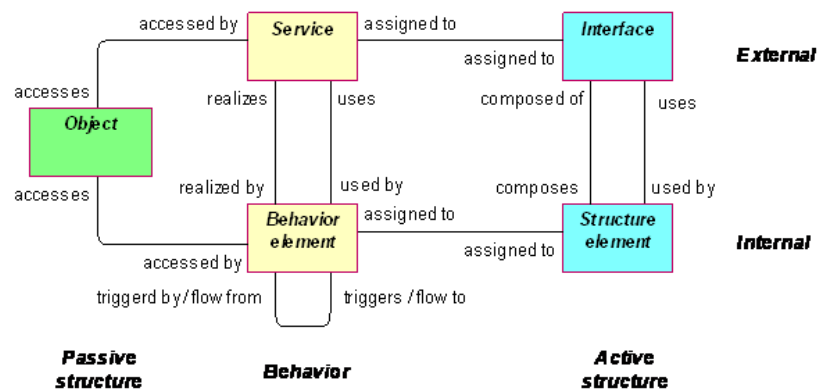 accessed by
Service
assigned to
Interface
External
assigned to
accesses
realizes
uses
composed of
uses
Object
accesses
realized by
used by
composes
used by
Behavior
element
assigned to
Structure
element
Internal
assigned to
accessed by
triggerd by/flow from
triggers /flow to
Passive
structure
Behavior
Active
structure